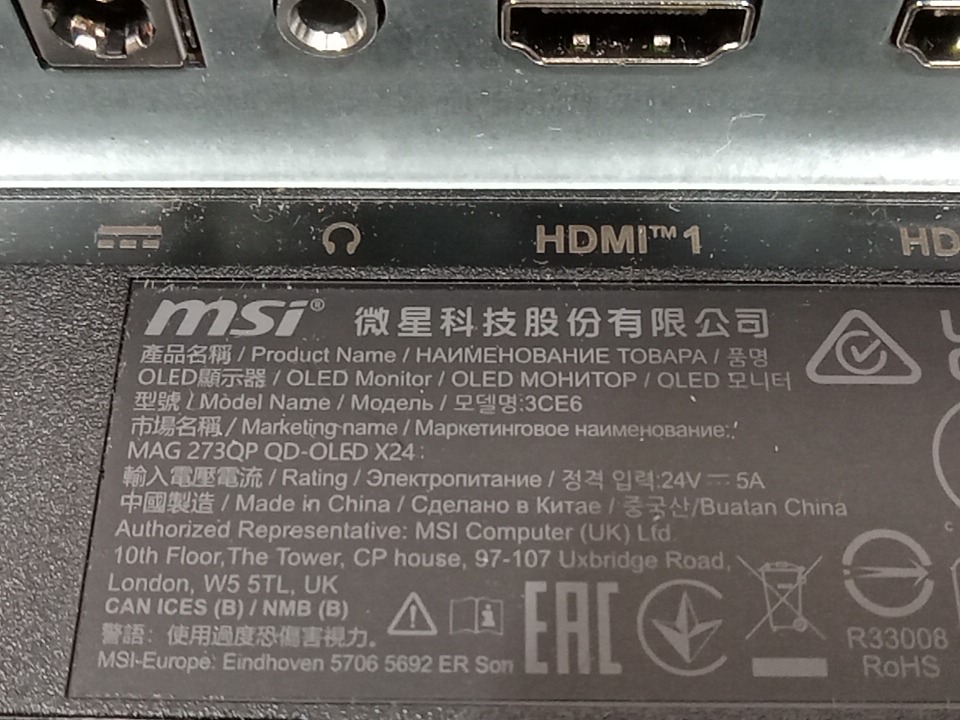 HDMI™ 1
HD
msi® 微星科技股份有限公司
產品名稱 / Product Name / НАИМЕНОВАНИЕ ТОВАРА / 품명
OLED顯示器 / OLED Monitor / OLED МОНИТОР / OLED 모니터
型號 / Model Name / Модель / 모델명:3CE6
市場名稱 / Marketing name / Маркетинговое наименование:
MAG 273QP QD-OLED X24
輸入電壓電流 / Rating / Электропитание / 정격 입력:24V ⎓ 5A
中國製造 / Made in China / Сделано в Китае / 중국산/Buatan China
Authorized Representative: MSI Computer (UK) Ltd.
10th Floor,The Tower, CP house, 97-107 Uxbridge Road,
London, W5 5TL, UK
CAN ICES (B) / NMB (B)
警語: 使用過度恐傷害視力。
MSI-Europe: Eindhoven 5706 5692 ER Son
EAC
R33008
RoHS